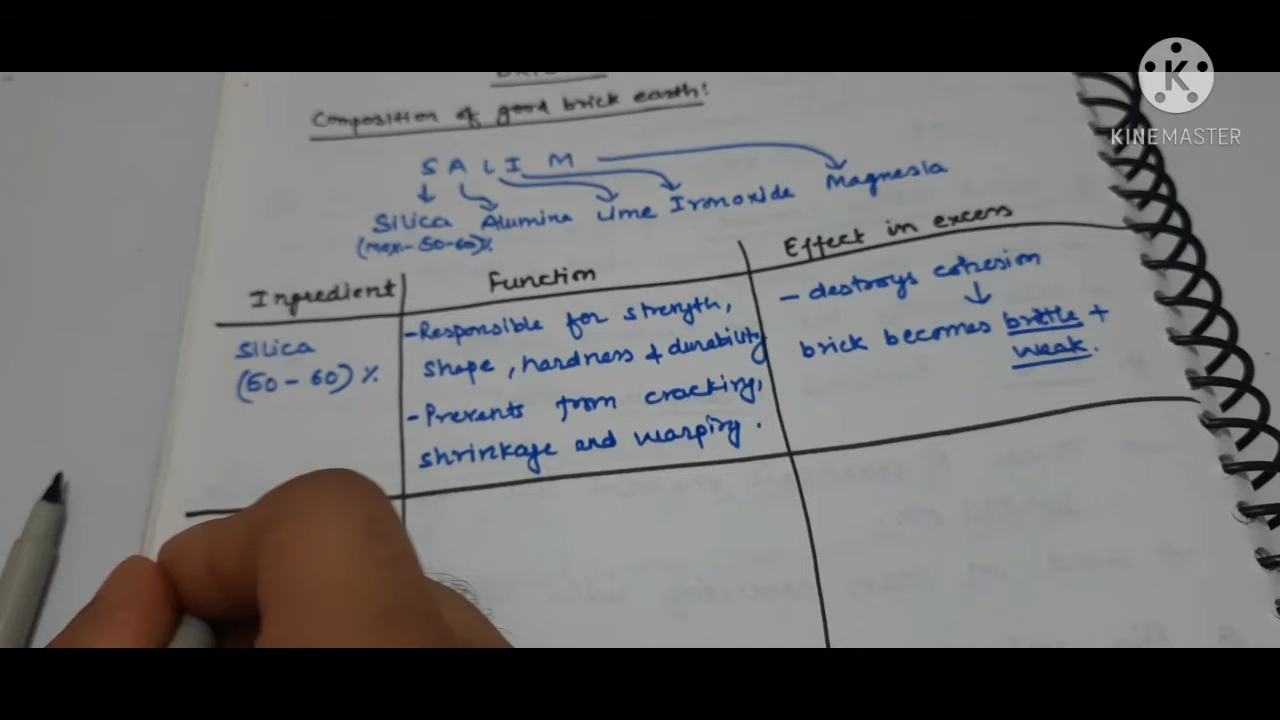 Composition of good brick earth:
S A L I M
Silica Alumina Lime Iron oxide Magnesia
(max- 50-60)%
Ingredient Function Effect in excess
Silica
(50 - 60) %
- Responsible for strength,
shape, hardness & durability
- Prevents from cracking,
shrinkage and warping.
- destroys cohesion
brick becomes brittle +
weak.
K
KINEMASTER